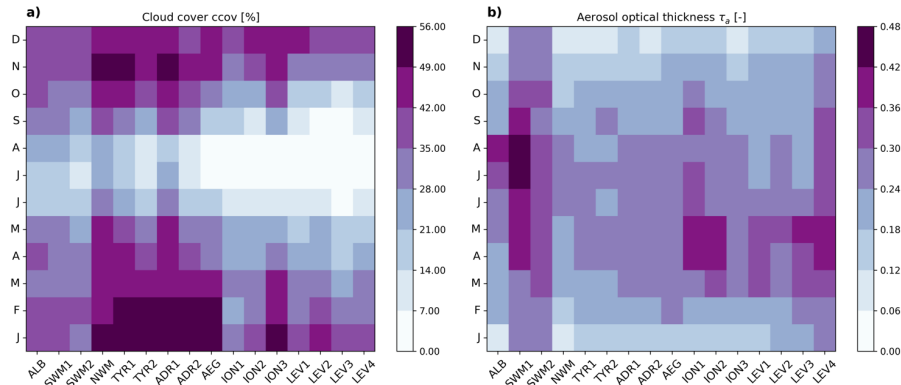 a)
Cloud cover ccov [%]
D
N
O
S
A
J
J
M
A
M
F
J
ALB
SWM1
SWM2
NWM
TYR1
TYR2
ADR1
ADR2
AEG
ION1
ION2
ION3
LEV1
LEV2
LEV3
LEV4
56.00
49.00
42.00
35.00
28.00
21.00
14.00
7.00
0.00
b)
Aerosol optical thickness τa [-]
D
N
O
S
A
J
J
M
A
M
F
J
ALB
SWM1
SWM2
NWM
TYR1
TYR2
ADR1
ADR2
AEG
ION1
ION2
ION3
LEV1
LEV2
LEV3
LEV4
0.48
0.42
0.36
0.30
0.24
0.18
0.12
0.06
0.00